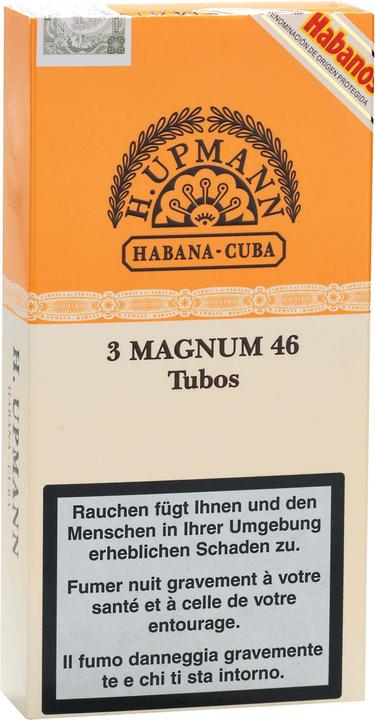 Habanos
DENOMINACIÓN DE ORIGEN PROTEGIDA
H. UPMANN
HABANA - CUBA
3 MAGNUM 46
Tubos
H. UPMANN
HABANA-CUBA
Rauchen fügt Ihnen und den
Menschen in Ihrer Umgebung
erheblichen Schaden zu.
Fumer nuit gravement à votre
santé et à celle de votre
entourage.
Il fumo danneggia gravemente
te e chi ti sta intorno.